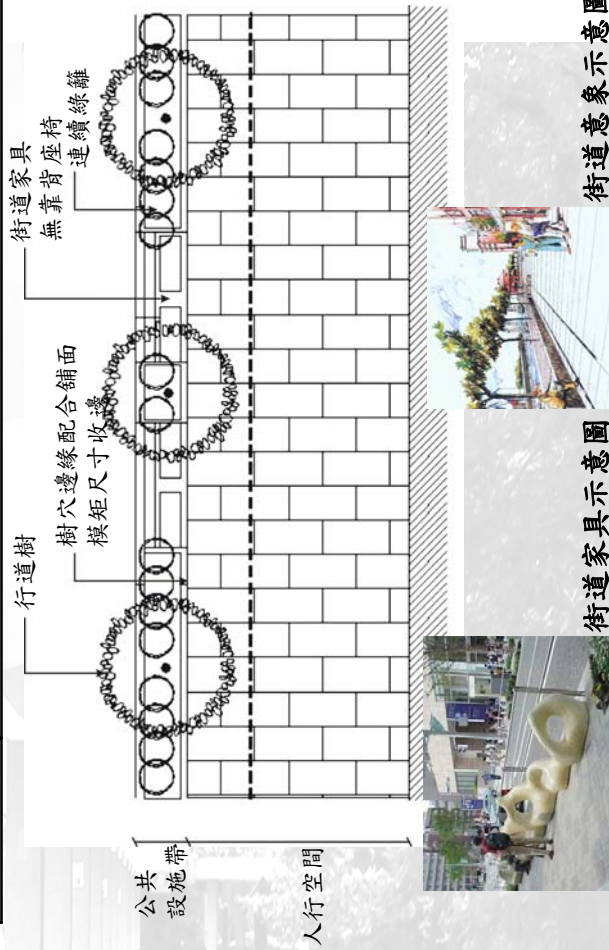 行道樹
樹穴邊緣配合舖面
模矩尺寸收邊
街道家具
無靠背座椅
連續綠籬
公共
設施帶
人行空間
街道家具示意圖
街道意象示意圖